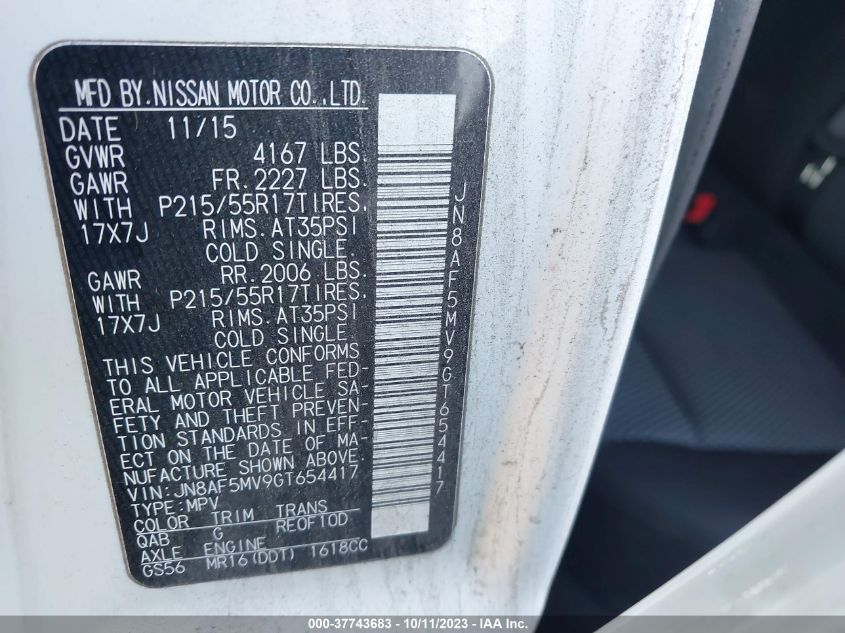 MFD BY.NISSAN MOTOR CO.,LTD.
DATE 11/15
GVWR 4167 LBS.
GAWR FR.2227 LBS.
WITH P215/55R17TIRES.
17X7J RIMS.AT35PSI
COLD SINGLE.
GAWR RR.2006 LBS.
WITH P215/55R17TIRES.
17X7J RIMS.AT35PSI
COLD SINGLE.
THIS VEHICLE CONFORMS
TO ALL APPLICABLE FED-
ERAL MOTOR VEHICLE SA-
FETY AND THEFT PREVEN-
TION STANDARDS IN EFF-
ECT ON THE DATE OF MA-
NUFACTURE SHOWN ABOVE.
VIN:JN8AF5MV9GT654417
TYPE:MPV
COLOR TRIM TRANS
QAB G RE0F10D
AXLE ENGINE
GS56 MR16(DDT) 1618CC
JN8AF5MV9GT654417
000-37743683 - 10/11/2023 - © IAA Inc.